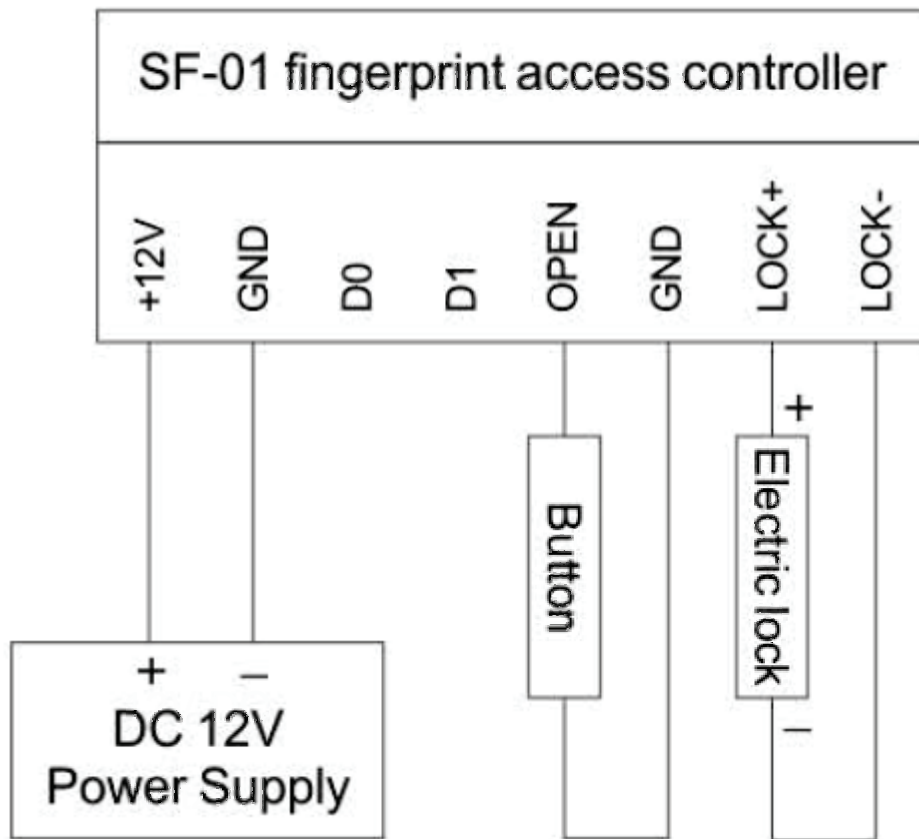 SF-01 fingerprint access controller
+12V
GND
D0
D1
OPEN
GND
LOCK+
LOCK-
+
Button
Electric lock
+ −
DC 12V
Power Supply
−